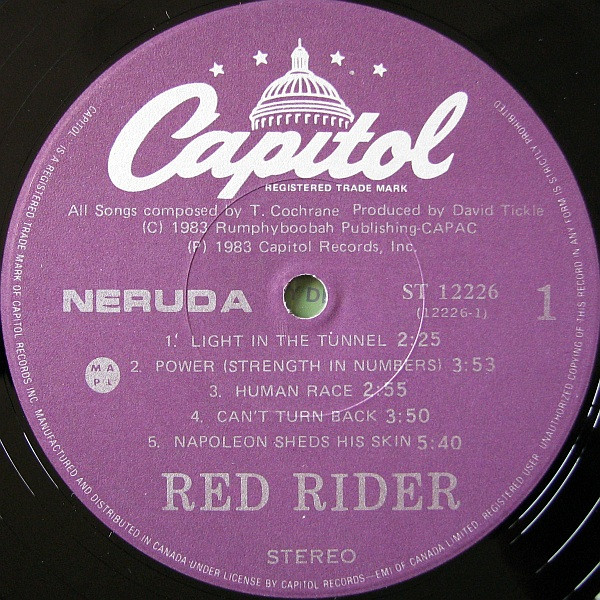 Capitol
REGISTERED TRADE MARK
All Songs composed by T. Cochrane Produced by David Tickle
(C) 1983 Rumphyboobah Publishing-CAPAC
(P) 1983 Capitol Records, Inc.
NERUDA
ST 12226
(12226-1)
1
1. LIGHT IN THE TUNNEL 2:25
2. POWER (STRENGTH IN NUMBERS) 3:53
3. HUMAN RACE 2:55
4. CAN'T TURN BACK 3:50
5. NAPOLEON SHEDS HIS SKIN 5:40
MA
PL
RED RIDER
STEREO
CAPITOL IS A REGISTERED TRADE MARK OF CAPITOL RECORDS INC. MANUFACTURED AND DISTRIBUTED IN CANADA UNDER LICENSE BY CAPITOL RECORDS—EMI OF CANADA LIMITED, REGISTERED USER. UNAUTHORIZED COPYING OF THIS RECORD IN ANY FORM IS STRICTLY PROHIBITED